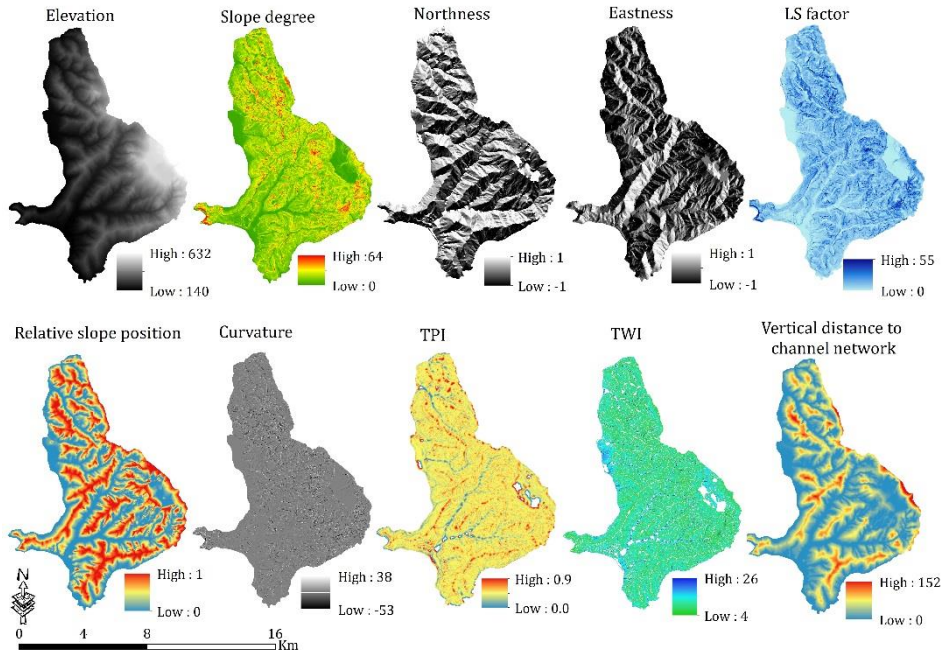 Elevation
Slope degree
Northness
Eastness
LS factor
High : 632
Low : 140
High : 64
Low : 0
High : 1
Low : -1
High : 1
Low : -1
High : 55
Low : 0
Relative slope position
Curvature
TPI
TWI
Vertical distance to
channel network
High : 1
Low : 0
High : 38
Low : -53
High : 0.9
Low : 0.0
High : 26
Low : 4
High : 152
Low : 0
N
0 4 8 16
Km